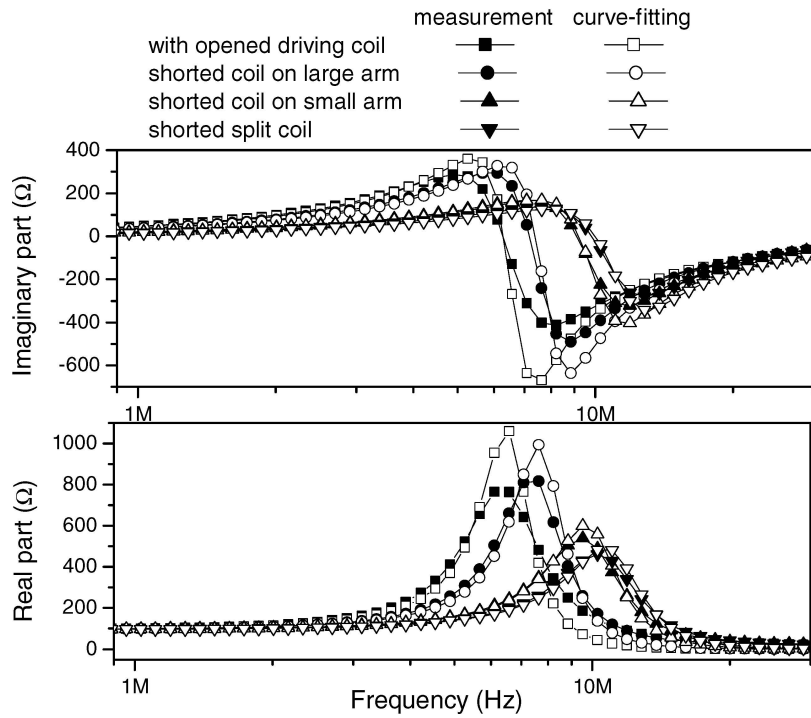 measurement curve-fitting
with opened driving coil
shorted coil on large arm
shorted coil on small arm
shorted split coil
Imaginary part (Ω)
400
200
0
-200
-400
-600
1M 10M
Real part (Ω)
1000
800
600
400
200
0
1M 10M
Frequency (Hz)